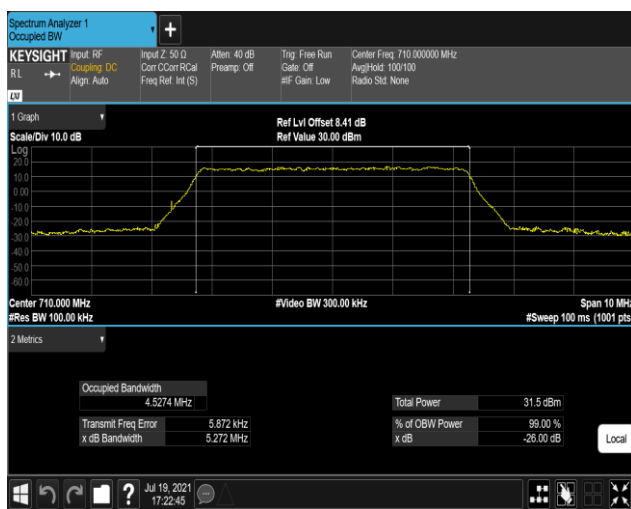 Spectrum Analyzer 1
Occupied BW
+
KEYSIGHT Input: RF Input Z: 50 Ω Atten: 40 dB Trig: Free Run Center Freq: 710.000000 MHz
RL Coupling: DC Corr CCorr RCal Preamp: Off Gate: Off Avg|Hold: 100/100
Align: Auto Freq Ref: Int (S) #IF Gain: Low Radio Std: None
LXI
1 Graph Ref Lvl Offset 8.41 dB
Scale/Div 10.0 dB Ref Value 30.00 dBm
Log
20.0
10.0
0.00
-10.0
-20.0
-30.0
-40.0
-50.0
-60.0
Center 710.000 MHz #Video BW 300.00 kHz Span 10 MHz
#Res BW 100.00 kHz #Sweep 100 ms (1001 pts
2 Metrics
Occupied Bandwidth
4.5274 MHz Total Power 31.5 dBm
Transmit Freq Error 5.872 kHz % of OBW Power 99.00 %
x dB Bandwidth 5.272 MHz x dB -26.00 dB
Local
? Jul 19, 2021
17:22:45